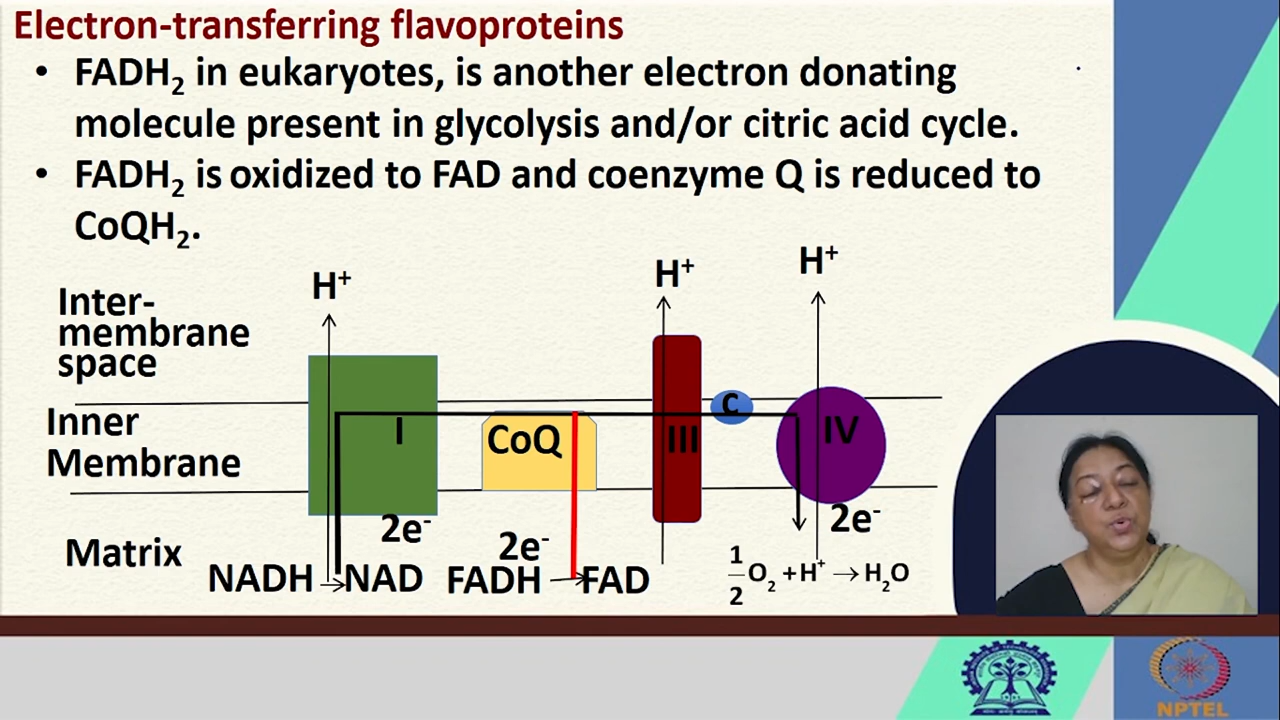 Electron-transferring flavoproteins
• FADH₂ in eukaryotes, is another electron donating
molecule present in glycolysis and/or citric acid cycle.
• FADH₂ is oxidized to FAD and coenzyme Q is reduced to
CoQH₂.
H⁺
H⁺
H⁺
Inter-
membrane
space
Inner
Membrane
Matrix
I
CoQ
III
C
IV
2e⁻
2e⁻
2e⁻
NADH → NAD
FADH → FAD
1/2 O₂ + H⁺ → H₂O
NPTEL